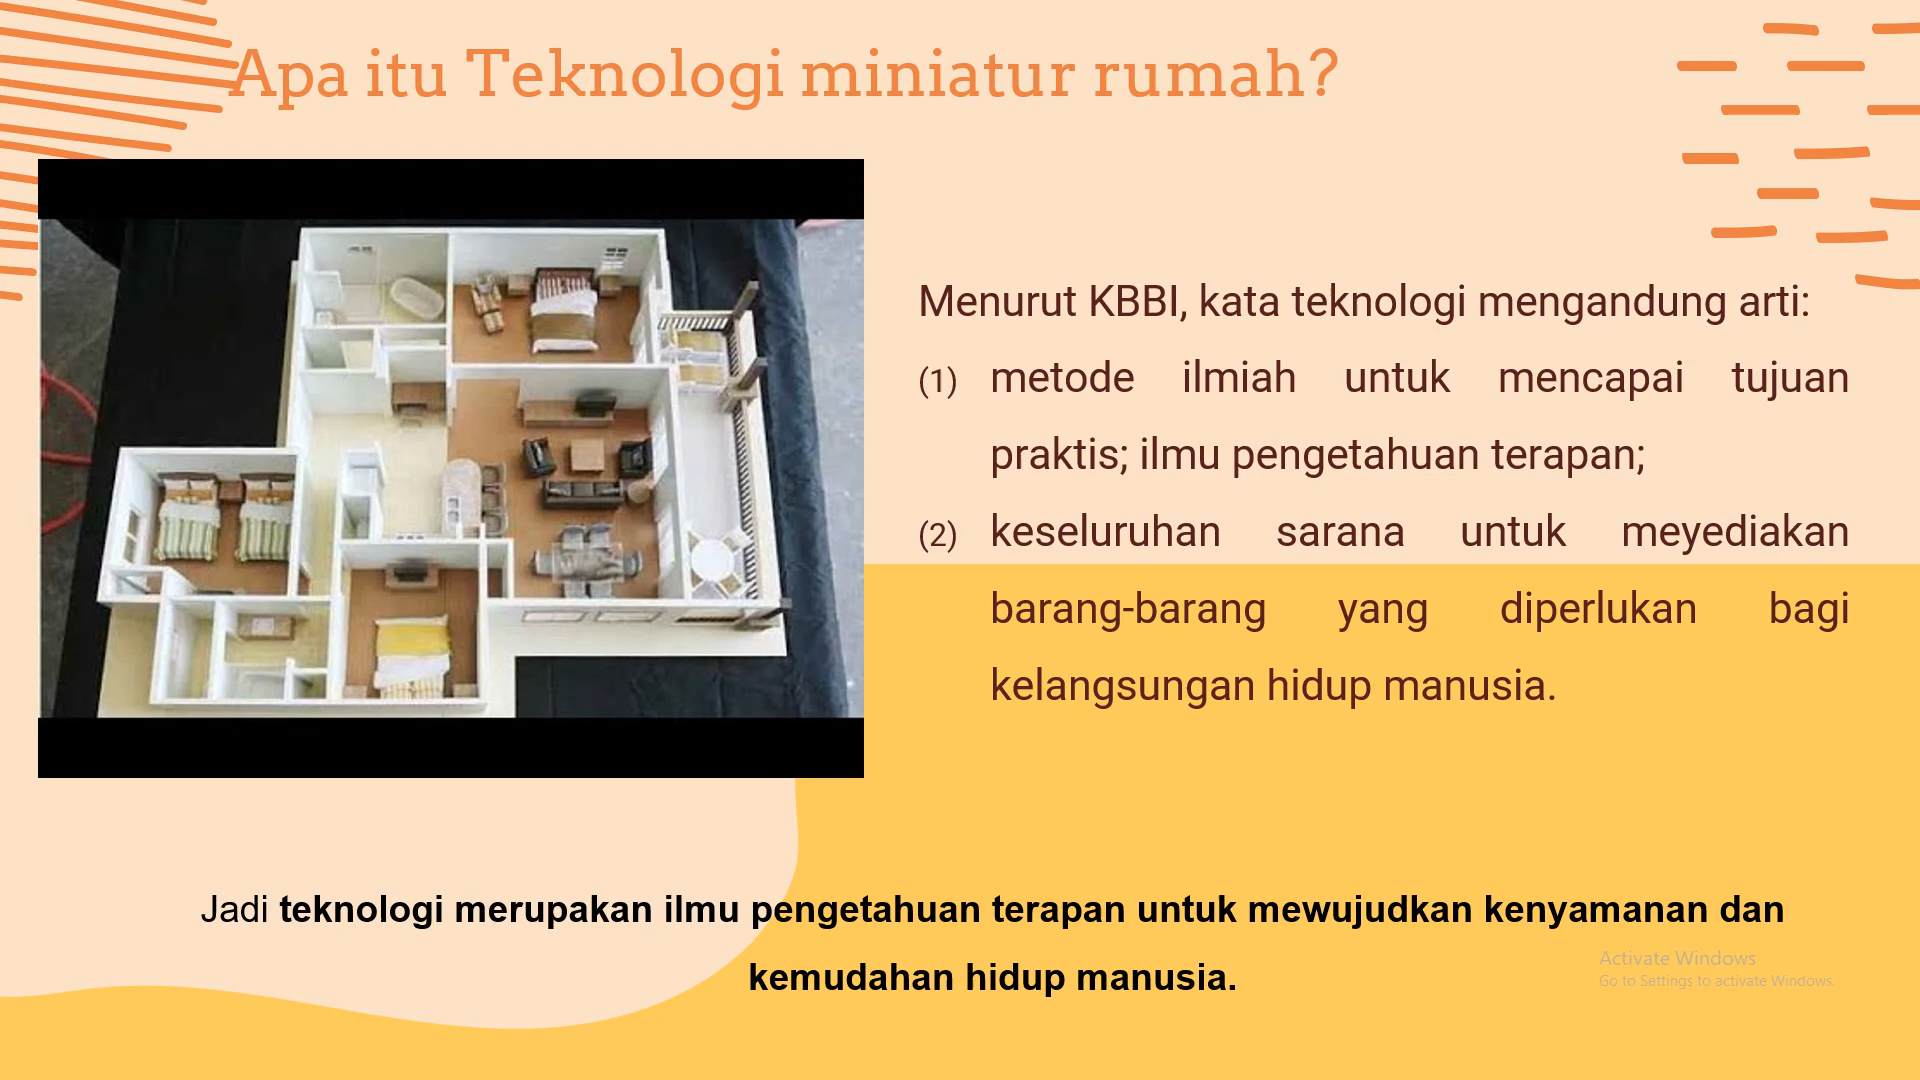 Apa itu Teknologi miniatur rumah?
Menurut KBBI, kata teknologi mengandung arti:
(1) metode ilmiah untuk mencapai tujuan
praktis; ilmu pengetahuan terapan;
(2) keseluruhan sarana untuk meyediakan
barang-barang yang diperlukan bagi
kelangsungan hidup manusia.
Jadi teknologi merupakan ilmu pengetahuan terapan untuk mewujudkan kenyamanan dan
kemudahan hidup manusia.
Activate Windows
Go to Settings to activate Windows.